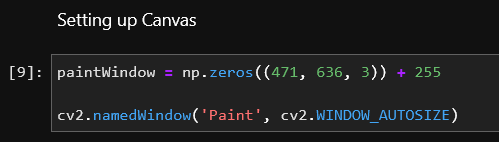 Setting up Canvas
[9]: paintWindow = np.zeros((471, 636, 3)) + 255
cv2.namedWindow('Paint', cv2.WINDOW_AUTOSIZE)